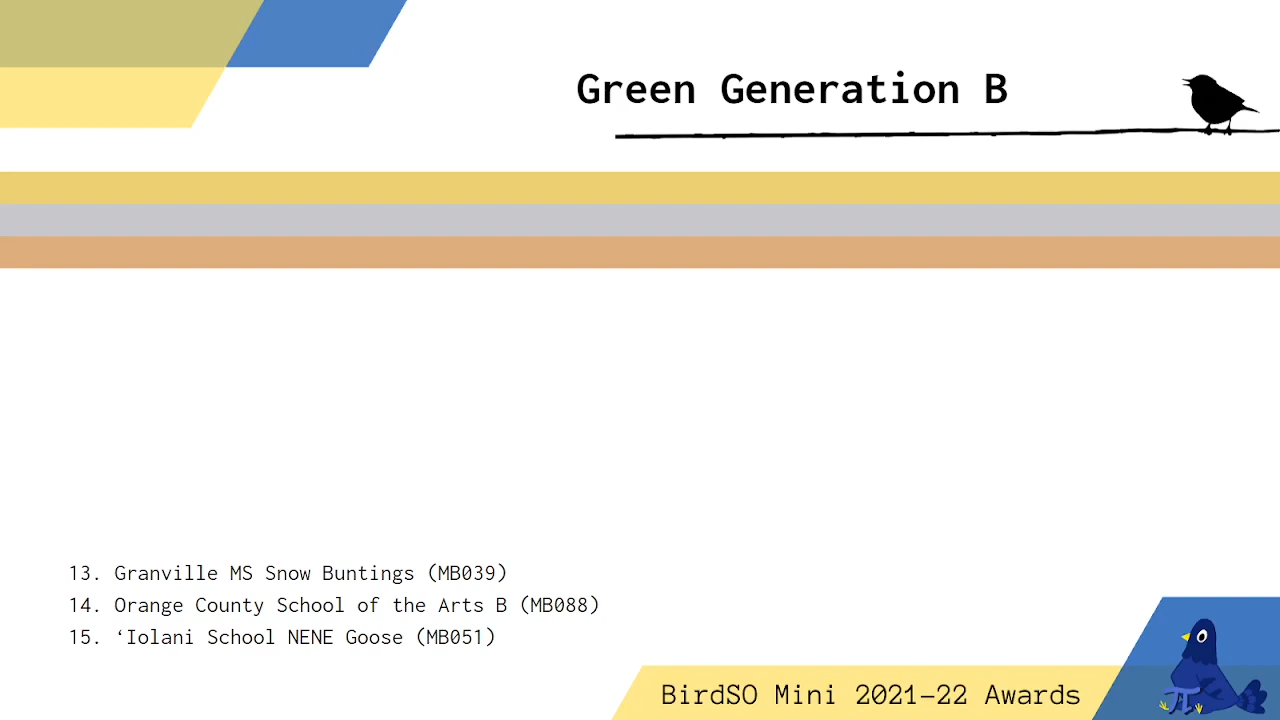 Green Generation B
13. Granville MS Snow Buntings (MB039)
14. Orange County School of the Arts B (MB088)
15. ‘Iolani School NENE Goose (MB051)
BirdSO Mini 2021–22 Awards
π